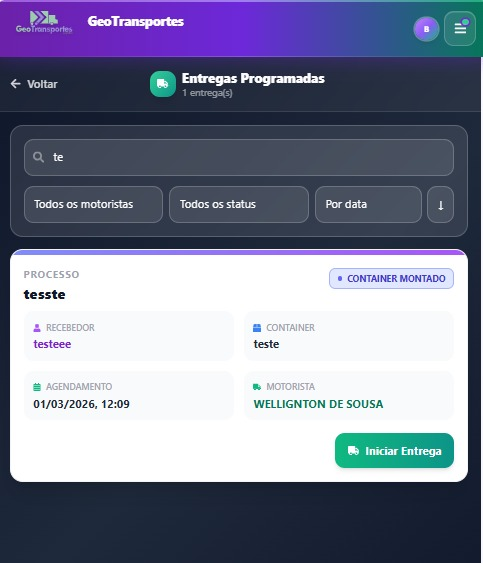 GeoTransportes
GeoTransportes
B
Voltar
Entregas Programadas
1 entrega(s)
te
Todos os motoristas
Todos os status
Por data
↓
PROCESSO
CONTAINER MONTADO
tesste
RECEBEDOR
testeee
CONTAINER
teste
AGENDAMENTO
01/03/2026, 12:09
MOTORISTA
WELLIGNTON DE SOUSA
Iniciar Entrega